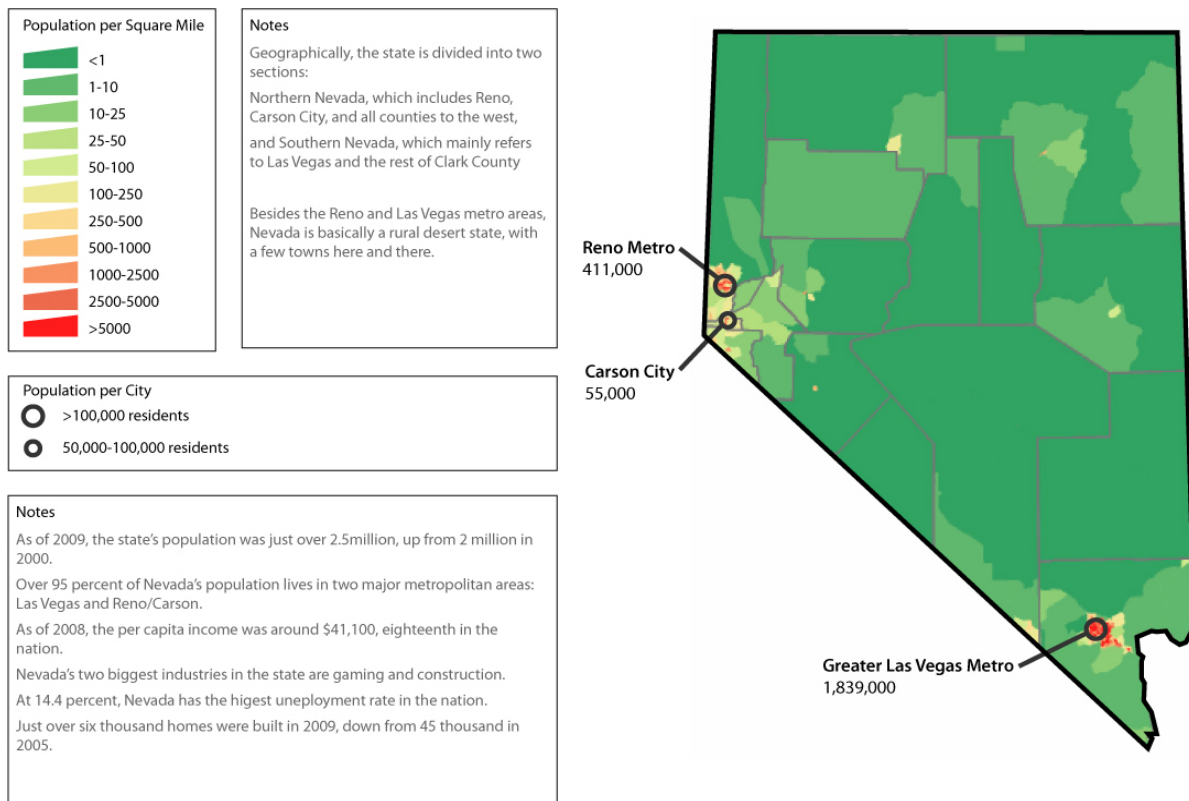 Population per Square Mile
<1
1-10
10-25
25-50
50-100
100-250
250-500
500-1000
1000-2500
2500-5000
>5000
Notes
Geographically, the state is divided into two
sections:
Northern Nevada, which includes Reno,
Carson City, and all counties to the west,
and Southern Nevada, which mainly refers
to Las Vegas and the rest of Clark County
Besides the Reno and Las Vegas metro areas,
Nevada is basically a rural desert state, with
a few towns here and there.
Population per City
>100,000 residents
50,000-100,000 residents
Notes
As of 2009, the state's population was just over 2.5million, up from 2 million in
2000.
Over 95 percent of Nevada's population lives in two major metropolitan areas:
Las Vegas and Reno/Carson.
As of 2008, the per capita income was around $41,100, eighteenth in the
nation.
Nevada's two biggest industries in the state are gaming and construction.
At 14.4 percent, Nevada has the higest uneployment rate in the nation.
Just over six thousand homes were built in 2009, down from 45 thousand in
2005.
Reno Metro
411,000
Carson City
55,000
Greater Las Vegas Metro
1,839,000